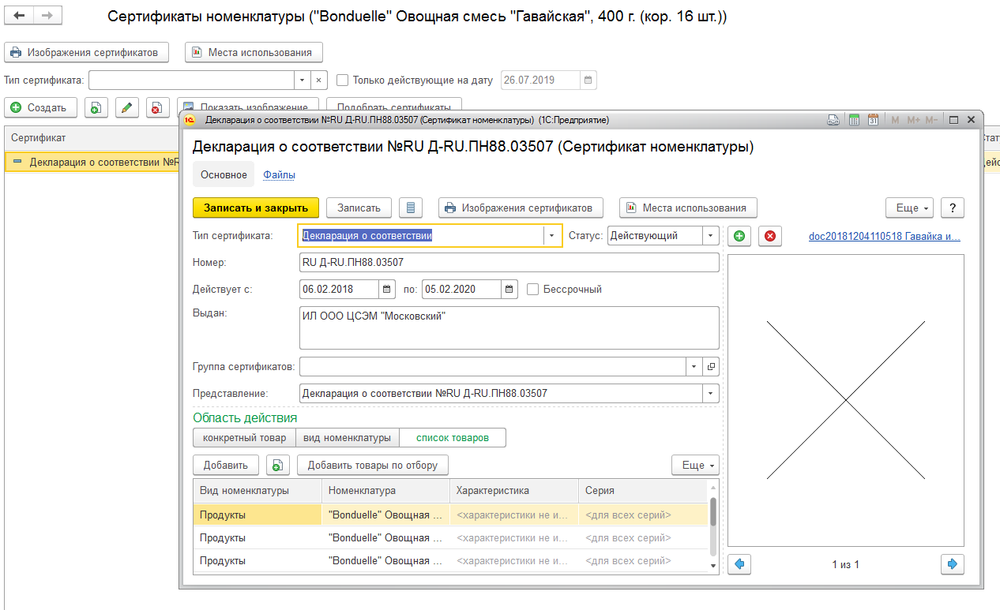 Сертификаты номенклатуры ("Bonduelle" Овощная смесь "Гавайская", 400 г. (кор. 16 шт.))
Изображения сертификатов Места использования
Тип сертификата: Только действующие на дату 26.07.2019
Создать Показать изображение Подобрать сертификаты
Сертификат
Декларация о соответствии №R
Декларация о соответствии №RU Д-RU.ПН88.03507 (Сертификат номенклатуры) (1С:Предприятие)
M M+ M-
Декларация о соответствии №RU Д-RU.ПН88.03507 (Сертификат номенклатуры)
Основное Файлы
Записать и закрыть Записать Изображения сертификатов Места использования Еще ?
Тип сертификата: Декларация о соответствии Статус: Действующий doc20181204110518 Гавайка и...
Номер: RU Д-RU.ПН88.03507
Действует с: 06.02.2018 по: 05.02.2020 Бессрочный
Выдан: ИЛ ООО ЦСЭМ "Московский"
Группа сертификатов:
Представление: Декларация о соответствии №RU Д-RU.ПН88.03507
Область действия
конкретный товар вид номенклатуры список товаров
Добавить Добавить товары по отбору Еще
Вид номенклатуры Номенклатура Характеристика Серия
Продукты "Bonduelle" Овощная ... <характеристики не и... <для всех серий>
Продукты "Bonduelle" Овощная ... <характеристики не и... <для всех серий>
Продукты "Bonduelle" Овощная ... <характеристики не и... <для всех серий>
1 из 1